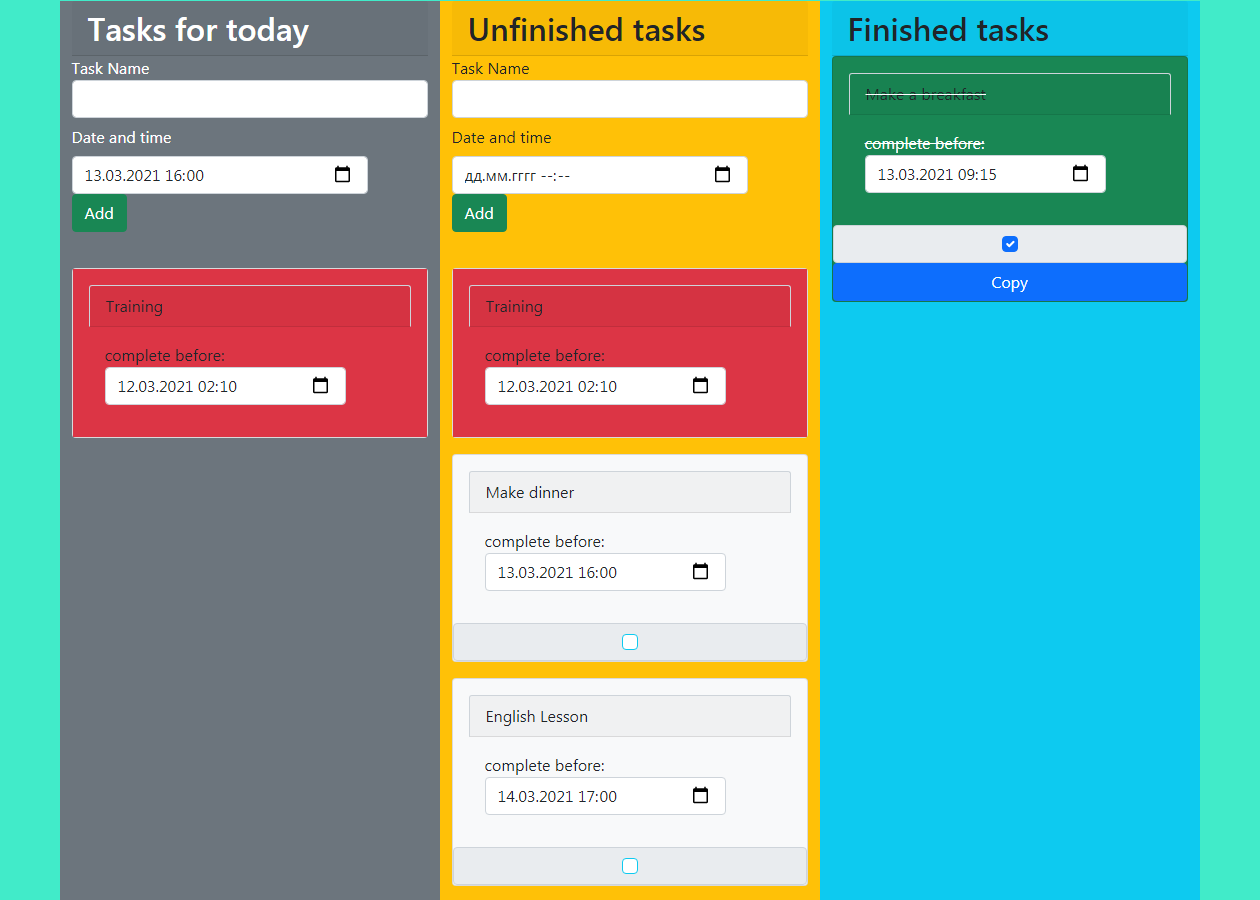 Tasks for today
Task Name
Date and time
13.03.2021 16:00
Add
Training
complete before:
12.03.2021 02:10
Unfinished tasks
Task Name
Date and time
дд.мм.гггг --:--
Add
Training
complete before:
12.03.2021 02:10
Make dinner
complete before:
13.03.2021 16:00
English Lesson
complete before:
14.03.2021 17:00
Finished tasks
Make a breakfast
complete before:
13.03.2021 09:15
Copy